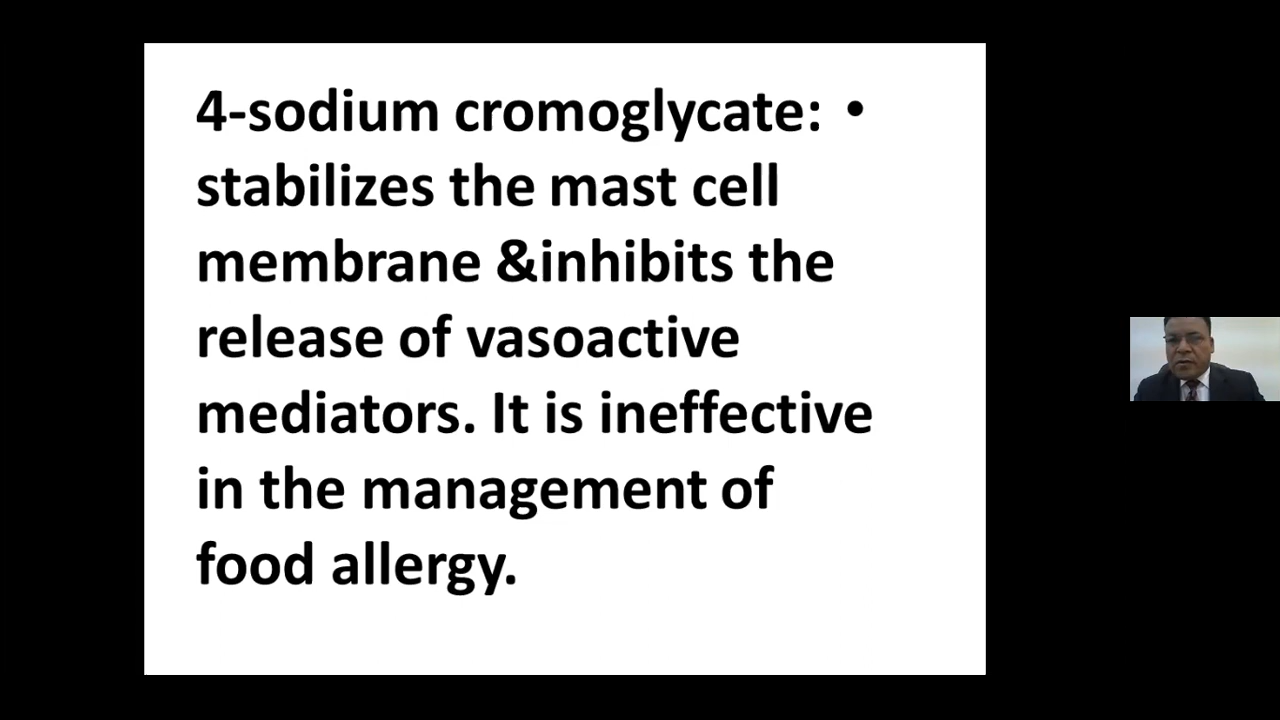 4-sodium cromoglycate: •
stabilizes the mast cell
membrane &inhibits the
release of vasoactive
mediators. It is ineffective
in the management of
food allergy.